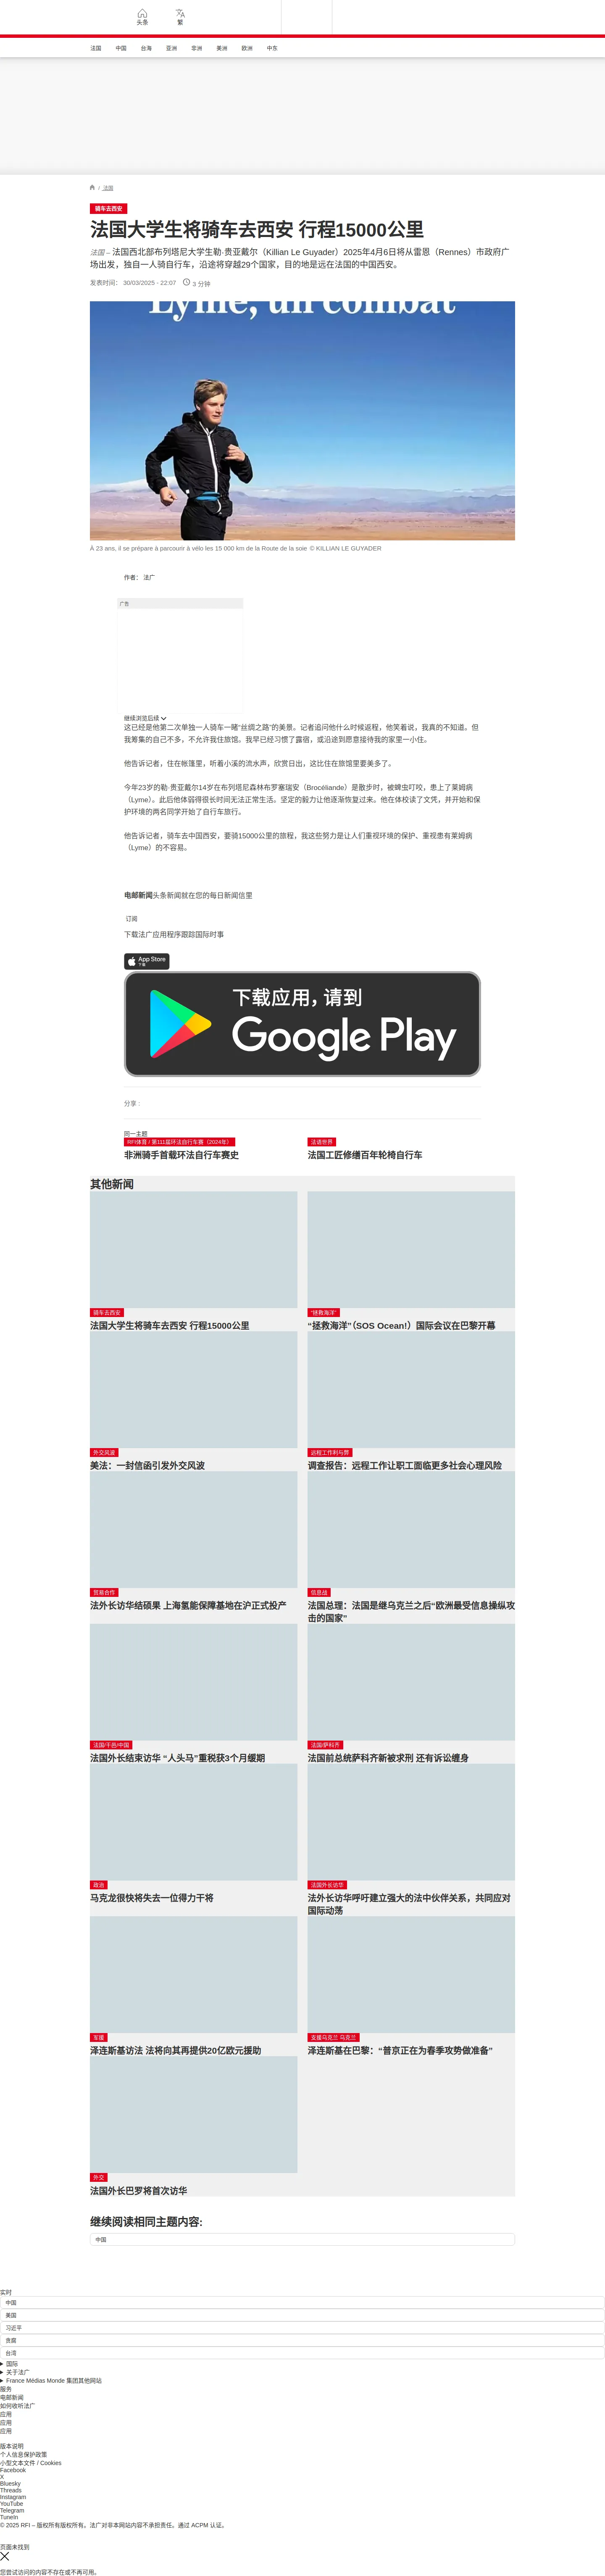 头条
繁
法国
中国
台海
亚洲
非洲
美洲
欧洲
中东
/ 法国
骑车去西安
法国大学生将骑车去西安 行程15000公里
法国 – 法国西北部布列塔尼大学生勒·贵亚戴尔（Killian Le Guyader）2025年4月6日将从雷恩（Rennes）市政府广
场出发，独自一人骑自行车，沿途将穿越29个国家，目的地是远在法国的中国西安。
发表时间： 30/03/2025 - 22:07
3 分钟
Lyme, un combat
À 23 ans, il se prépare à parcourir à vélo les 15 000 km de la Route de la soie © KILLIAN LE GUYADER
作者： 法广
广告
继续浏览后续
这已经是他第二次单独一人骑车一睹“丝绸之路”的美景。记者追问他什么时候返程，他笑着说，我真的不知道。但
我筹集的自己不多，不允许我住旅馆。我早已经习惯了露宿，或沿途到愿意接待我的家里一小住。
他告诉记者，住在帐篷里，听着小溪的流水声，欣赏日出，这比住在旅馆里要美多了。
今年23岁的勒·贵亚戴尔14岁在布列塔尼森林布罗塞瑞安（Brocéliande）是散步时，被蜱虫叮咬，患上了莱姆病
（Lyme）。此后他体弱得很长时间无法正常生活。坚定的毅力让他逐渐恢复过来。他在体校读了文凭，并开始和保
护环境的两名同学开始了自行车旅行。
他告诉记者，骑车去中国西安，要骑15000公里的旅程，我这些努力是让人们重视环境的保护、重视患有莱姆病
（Lyme）的不容易。
电邮新闻头条新闻就在您的每日新闻信里
订阅
下载法广应用程序跟踪国际时事
App Store
下载
下载应用，请到
Google Play
分享 :
同一主题
RFI体育 / 第111届环法自行车赛（2024年）
非洲骑手首载环法自行车赛史
法语世界
法国工匠修缮百年轮椅自行车
其他新闻
骑车去西安
法国大学生将骑车去西安 行程15000公里
“拯救海洋”
“拯救海洋”（SOS Ocean!）国际会议在巴黎开幕
外交风波
美法：一封信函引发外交风波
远程工作利与弊
调查报告：远程工作让职工面临更多社会心理风险
贸易合作
法外长访华结硕果 上海氢能保障基地在沪正式投产
信息战
法国总理：法国是继乌克兰之后“欧洲最受信息操纵攻
击的国家”
法国/干邑/中国
法国外长结束访华 “人头马”重税获3个月缓期
法国/萨科齐
法国前总统萨科齐新被求刑 还有诉讼缠身
政治
马克龙很快将失去一位得力干将
法国外长访华
法外长访华呼吁建立强大的法中伙伴关系，共同应对
国际动荡
军援
泽连斯基访法 法将向其再提供20亿欧元援助
支援乌克兰 乌克兰
泽连斯基在巴黎：“普京正在为春季攻势做准备”
外交
法国外长巴罗将首次访华
继续阅读相同主题内容:
中国
实时
中国
美国
习近平
贪腐
台湾
国际
关于法广
France Médias Monde 集团其他网站
服务
电邮新闻
如何收听法广
应用
应用
应用
版本说明
个人信息保护政策
小型文本文件 / Cookies
Facebook
X
Bluesky
Threads
Instagram
YouTube
Telegram
TuneIn
© 2025 RFI – 版权所有版权所有。法广对非本网站内容不承担责任。通过 ACPM 认证。
页面未找到
您尝试访问的内容不存在或不再可用。